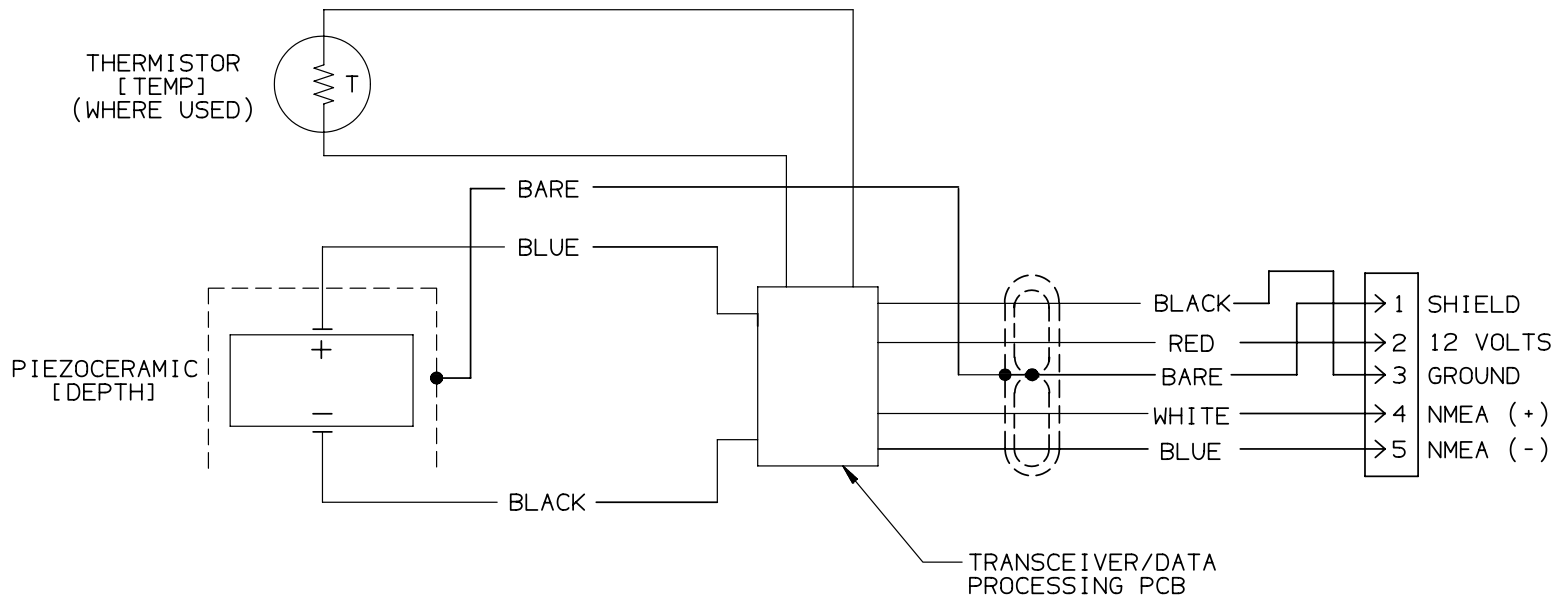 THERMISTOR
[TEMP]
(WHERE USED)
T
BARE
BLUE
PIEZOCERAMIC
[DEPTH]
+
−
BLACK
BLACK
1 SHIELD
RED
2 12 VOLTS
BARE
3 GROUND
WHITE
4 NMEA (+)
BLUE
5 NMEA (-)
TRANSCEIVER/DATA
PROCESSING PCB